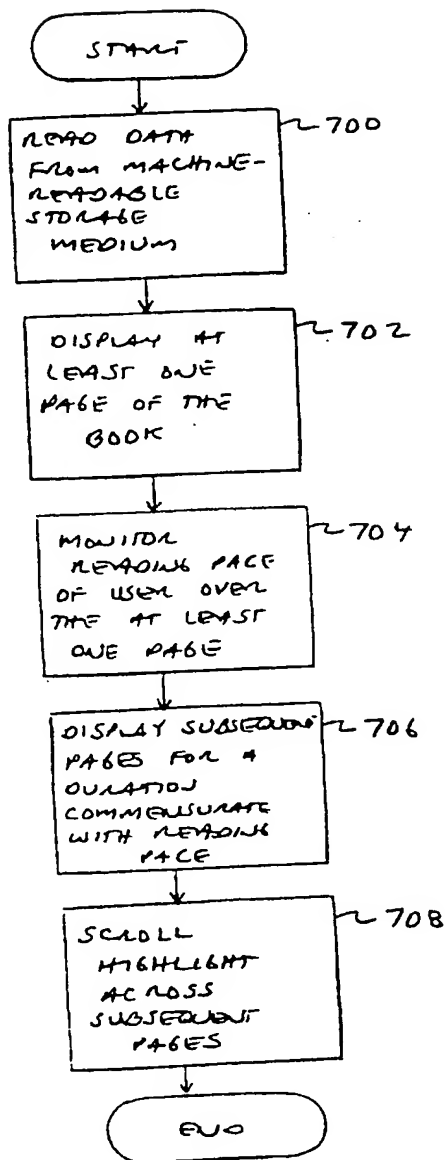 START
READ DATA
FROM MACHINE-
READABLE
STORAGE
MEDIUM
700
DISPLAY AT
LEAST ONE
PAGE OF THE
BOOK
702
MONITOR
READING PACE
OF USER OVER
THE AT LEAST
ONE PAGE
704
DISPLAY SUBSEQUENT
PAGES FOR A
DURATION
COMMENSURATE
WITH READING
PACE
706
SCROLL
HIGHLIGHT
ACROSS
SUBSEQUENT
PAGES
708
END